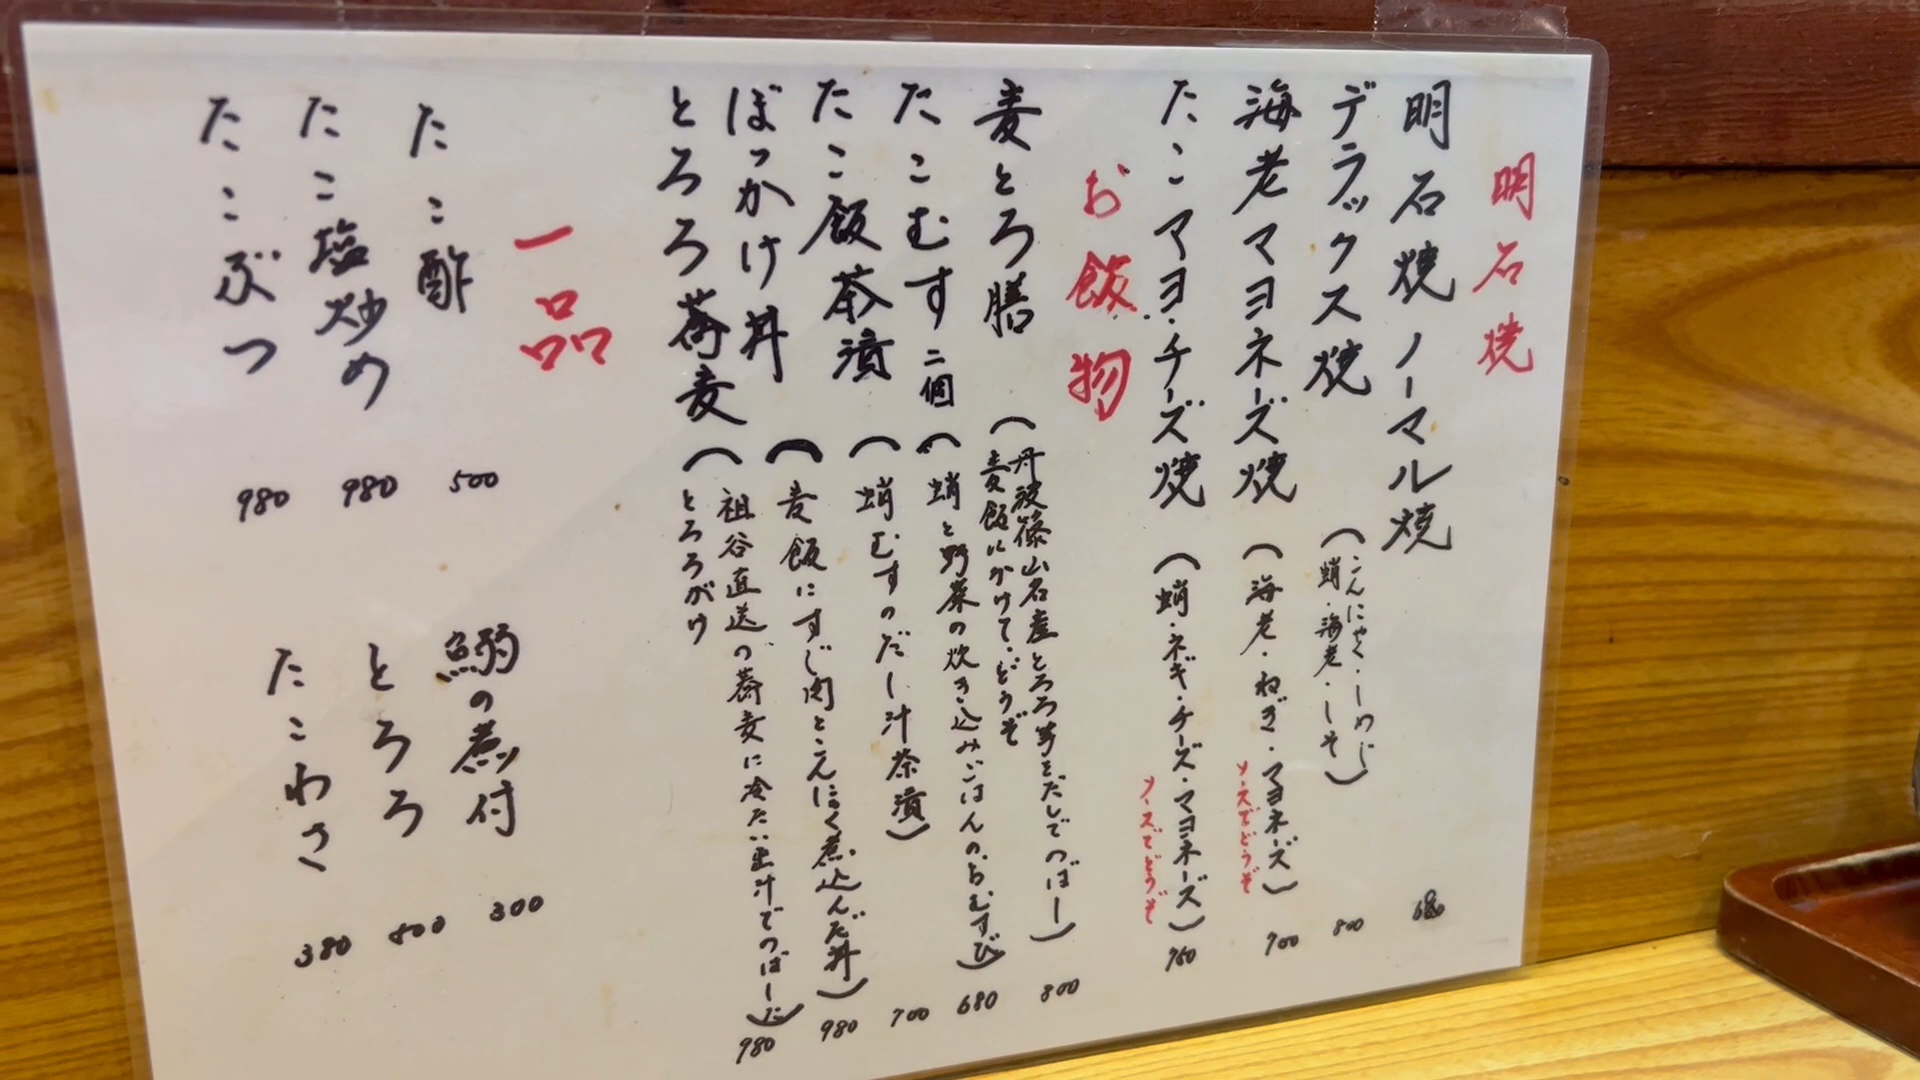 明石焼
明石焼ノーマル焼
680
デラックス焼
(こんにゃく・しめじ
蛸・海老・しそ)
800
海老マヨネーズ焼
(海老・ねぎ・マヨネーズ)
ソースでどうぞ
700
たこマヨ・チーズ焼
(蛸・ネギ・チーズ・マヨネーズ)
ソースでどうぞ
750
お飯物
麦とろ膳
(丹波篠山名産とろろ芋をだしでのばし
麦飯にかけてどうぞ)
800
たこむす二個
(蛸と野菜の炊き込みごはんのおむすび)
680
たこ飯茶漬
(蛸むすのだし汁茶漬)
700
ぼっかけ丼
(麦飯にすじ肉とこんにゃく煮込んだ丼)
980
とろろ蕎麦
(祖谷直送の蕎麦に冷たい出汁でのばした
とろろがけ)
980
一品
たこ酢
500
たこ塩炒め
980
たこぶつ
980
鰯の煮付
300
とろろ
たこわさ
380